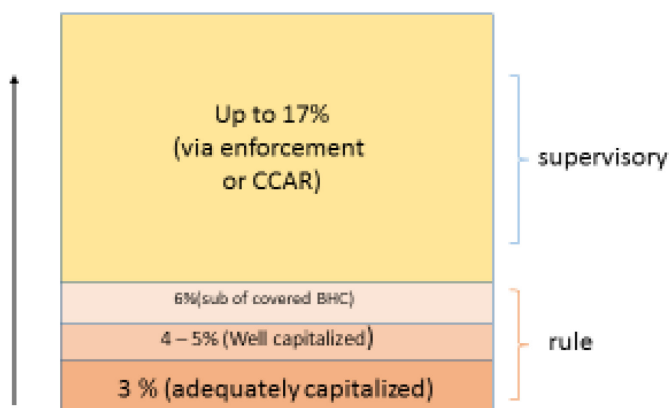 Up to 17%
(via enforcement
or CCAR)
supervisory
6%(sub of covered BHC)
4 – 5% (Well capitalized)
rule
3 % (adequately capitalized)